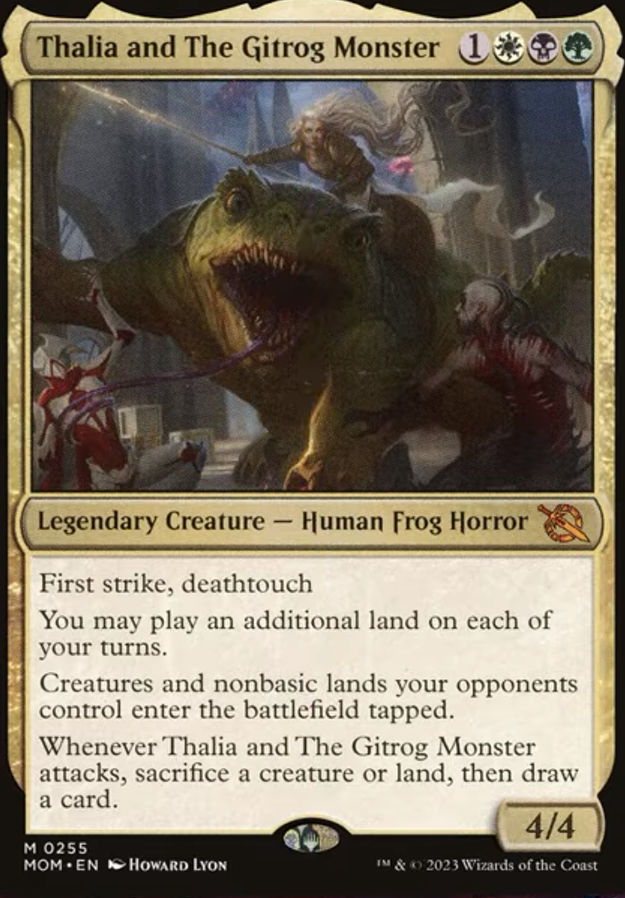 Thalia and The Gitrog Monster 1
Legendary Creature — Human Frog Horror
First strike, deathtouch
You may play an additional land on each of
your turns.
Creatures and nonbasic lands your opponents
control enter the battlefield tapped.
Whenever Thalia and The Gitrog Monster
attacks, sacrifice a creature or land, then draw
a card.
4/4
M 0255
MOM • EN Howard Lyon
™ & © 2023 Wizards of the Coast